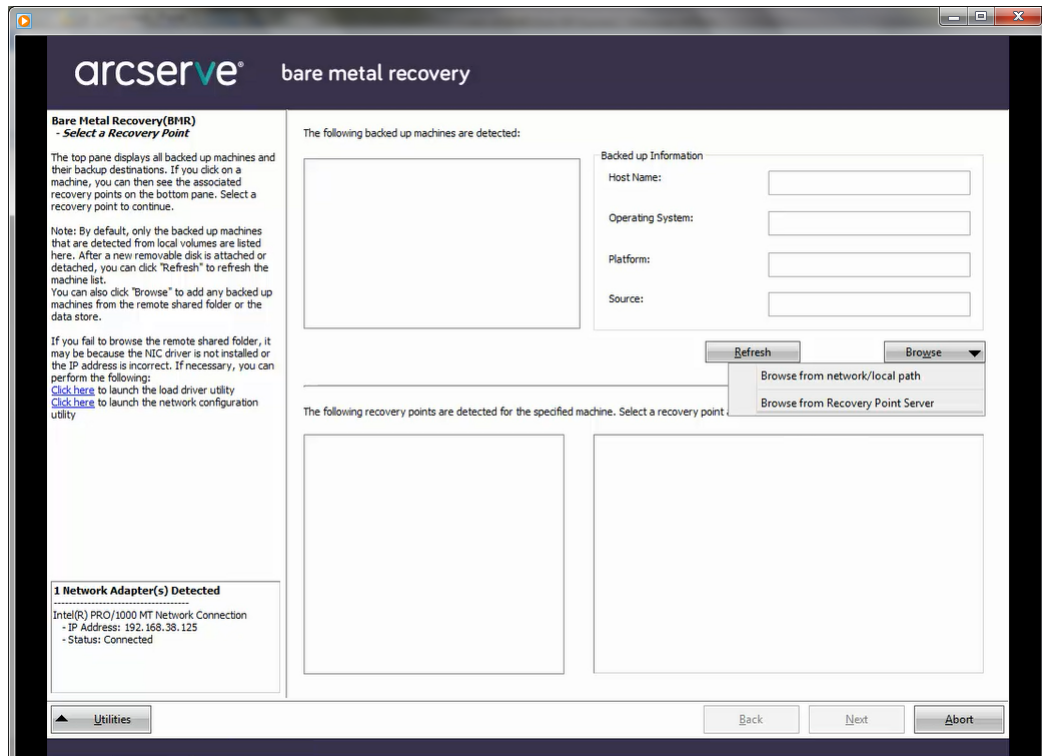 arcserve® bare metal recovery
Bare Metal Recovery(BMR)
- Select a Recovery Point
The top pane displays all backed up machines and
their backup destinations. If you click on a
machine, you can then see the associated
recovery points on the bottom pane. Select a
recovery point to continue.
Note: By default, only the backed up machines
that are detected from local volumes are listed
here. After a new removable disk is attached or
detached, you can click "Refresh" to refresh the
machine list.
You can also click "Browse" to add any backed up
machines from the remote shared folder or the
data store.
If you fail to browse the remote shared folder, it
may be because the NIC driver is not installed or
the IP address is incorrect. If necessary, you can
perform the following:
Click here to launch the load driver utility
Click here to launch the network configuration
utility
1 Network Adapter(s) Detected
-----------------------------------
Intel(R) PRO/1000 MT Network Connection
- IP Address: 192.168.38.125
- Status: Connected
The following backed up machines are detected:
Backed up Information
Host Name:
Operating System:
Platform:
Source:
Refresh
Browse
Browse from network/local path
Browse from Recovery Point Server
The following recovery points are detected for the specified machine. Select a recovery point
Utilities
Back
Next
Abort